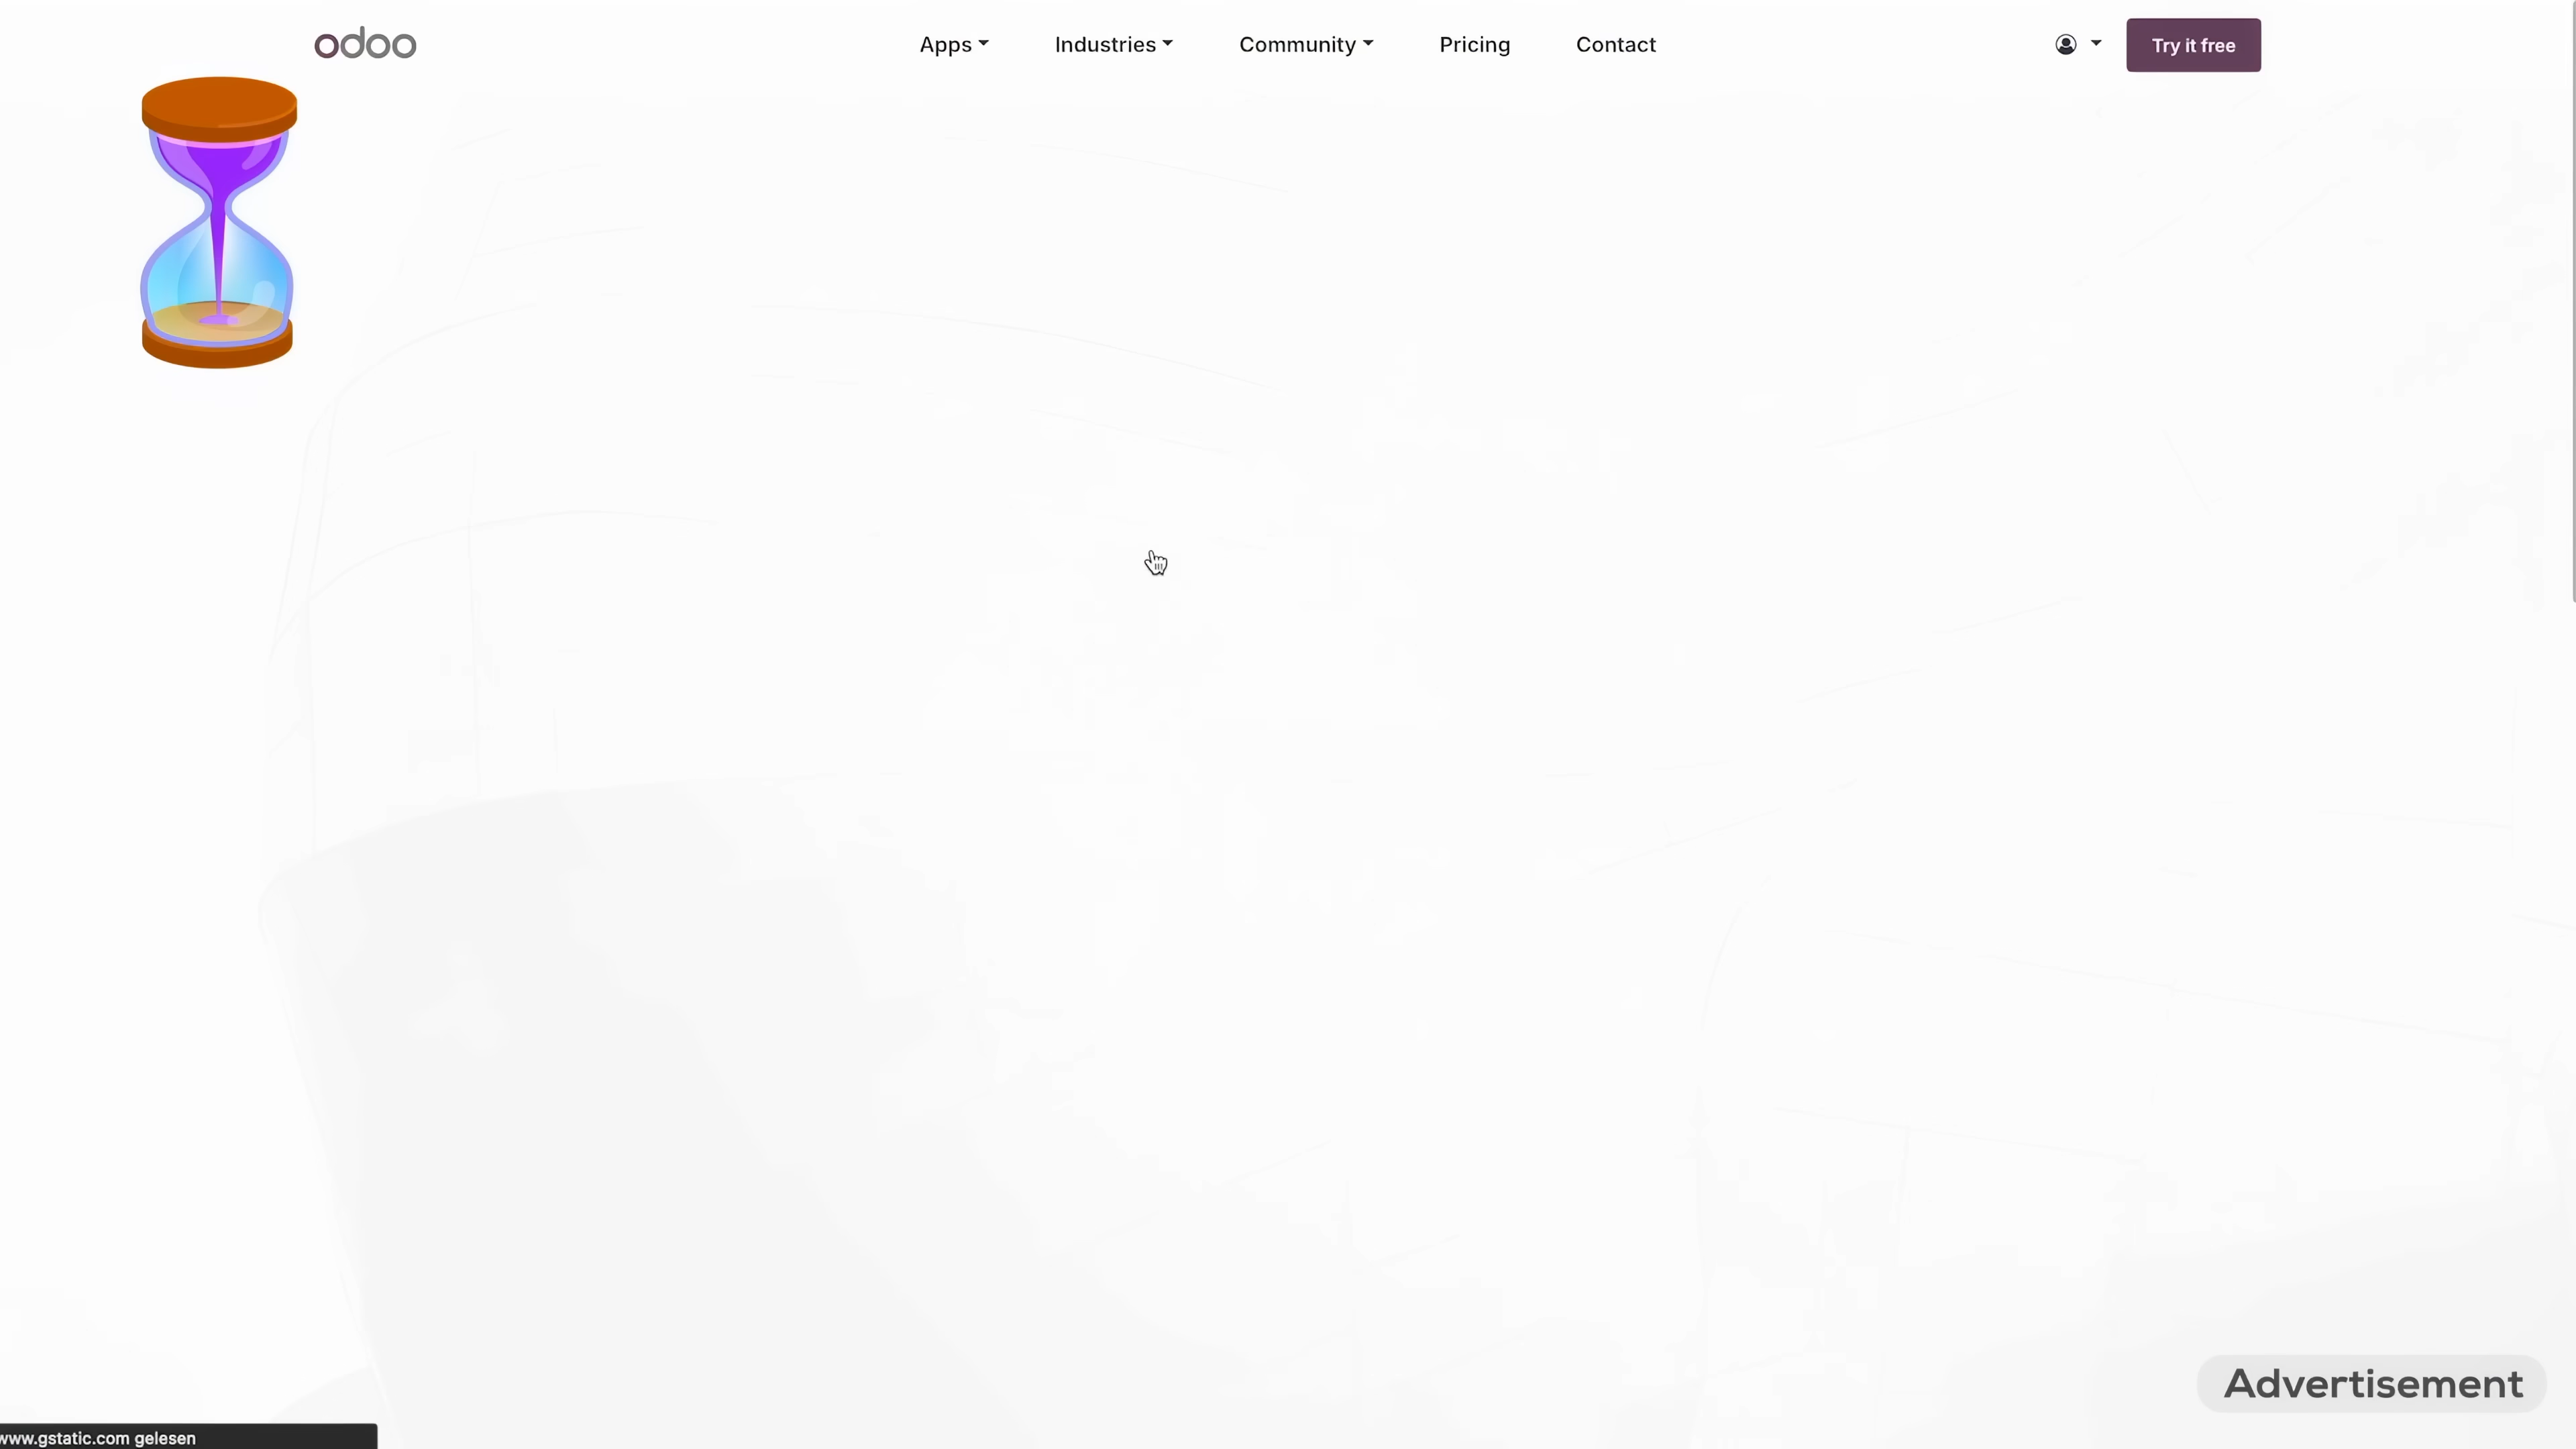 odoo
Apps
Industries
Community
Pricing
Contact
Try it free
Advertisement
www.gstatic.com gelesen